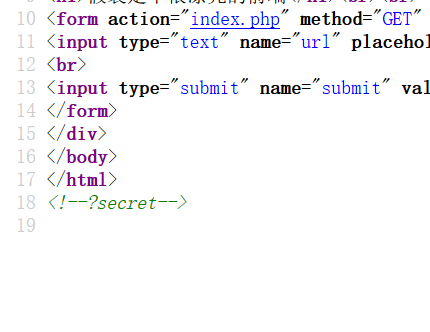 10 <form action="index.php" method="GET"
11 <input type="text" name="url" placehol
12 <br>
13 <input type="submit" name="submit" val
14 </form>
15 </div>
16 </body>
17 </html>
18 <!--?secret-->
19